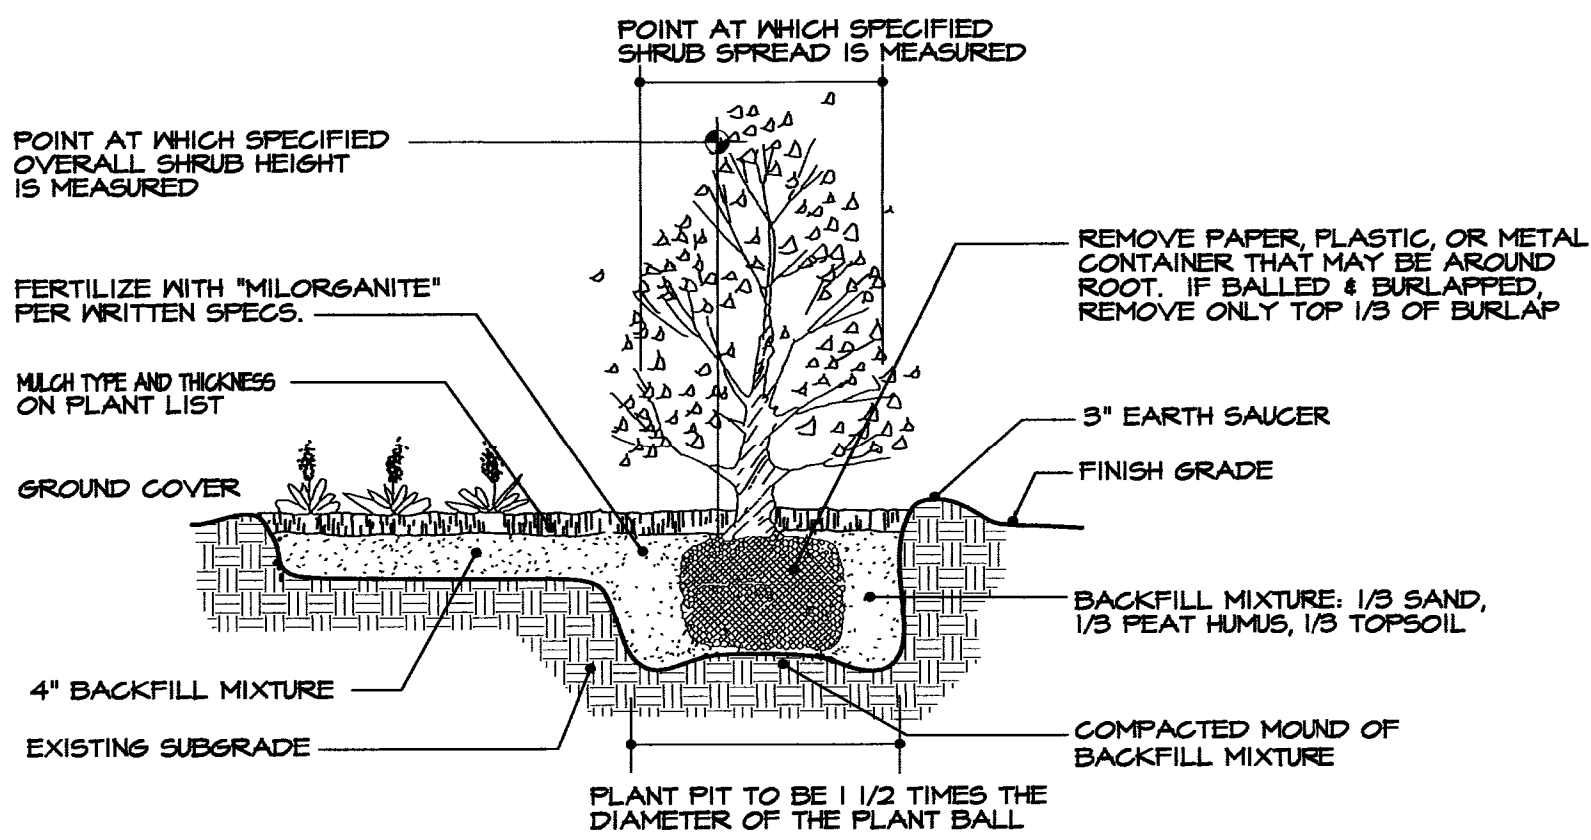 POINT AT WHICH SPECIFIED
SHRUB SPREAD IS MEASURED
POINT AT WHICH SPECIFIED
OVERALL SHRUB HEIGHT
IS MEASURED
REMOVE PAPER, PLASTIC, OR METAL
CONTAINER THAT MAY BE AROUND
ROOT. IF BALLED & BURLAPPED,
REMOVE ONLY TOP 1/3 OF BURLAP
FERTILIZE WITH "MILORGANITE"
PER WRITTEN SPECS.
MULCH TYPE AND THICKNESS
ON PLANT LIST
3" EARTH SAUCER
FINISH GRADE
GROUND COVER
BACKFILL MIXTURE: 1/3 SAND,
1/3 PEAT HUMUS, 1/3 TOPSOIL
4" BACKFILL MIXTURE
EXISTING SUBGRADE
COMPACTED MOUND OF
BACKFILL MIXTURE
PLANT PIT TO BE 1 1/2 TIMES THE
DIAMETER OF THE PLANT BALL